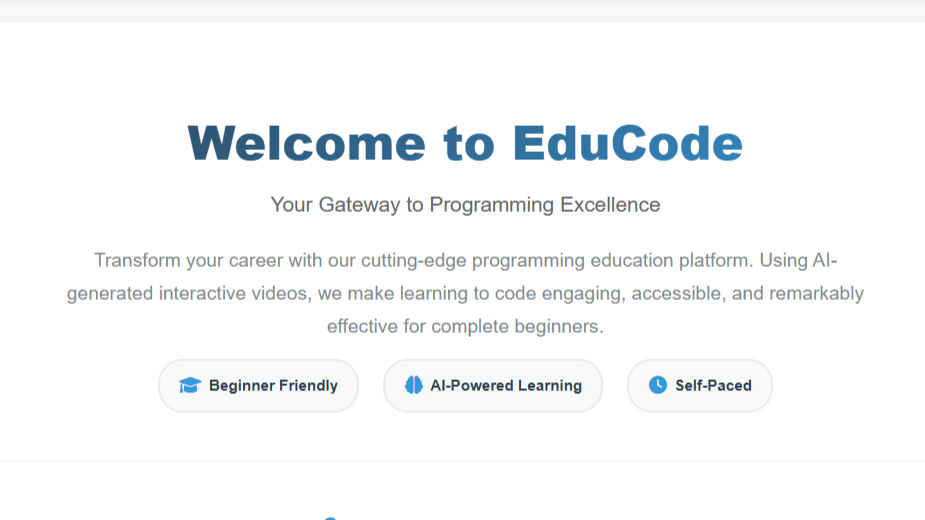 Welcome to EduCode
Your Gateway to Programming Excellence
Transform your career with our cutting-edge programming education platform. Using AI-
generated interactive videos, we make learning to code engaging, accessible, and remarkably
effective for complete beginners.
Beginner Friendly
AI-Powered Learning
Self-Paced